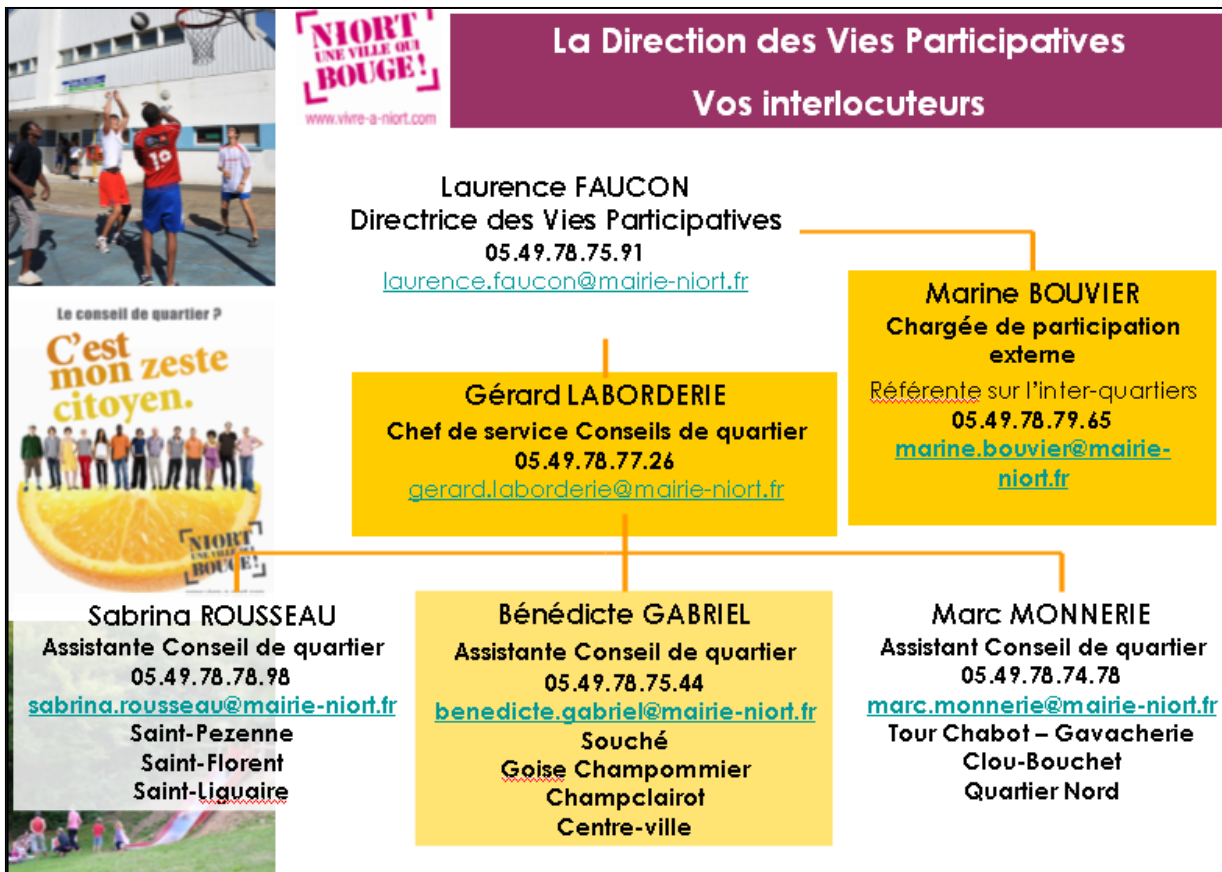 NIORT
UNE VILLE QUI
BOUGE !
www.vivre-a-niort.com
La Direction des Vies Participatives
Vos interlocuteurs
19
Laurence FAUCON
Directrice des Vies Participatives
05.49.78.75.91
laurence.faucon@mairie-niort.fr
Marine BOUVIER
Chargée de participation
externe
Référente sur l'inter-quartiers
05.49.78.79.65
marine.bouvier@mairie-
niort.fr
Le conseil de quartier ?
C'est
mon zeste
citoyen.
NIORT
UNE VILLE QUI
BOUGE !
Gérard LABORDERIE
Chef de service Conseils de quartier
05.49.78.77.26
gerard.laborderie@mairie-niort.fr
Sabrina ROUSSEAU
Assistante Conseil de quartier
05.49.78.78.98
sabrina.rousseau@mairie-niort.fr
Saint-Pezenne
Saint-Florent
Saint-Liguaire
Bénédicte GABRIEL
Assistante Conseil de quartier
05.49.78.75.44
benedicte.gabriel@mairie-niort.fr
Souché
Goise Champommier
Champclairot
Centre-ville
Marc MONNERIE
Assistant Conseil de quartier
05.49.78.74.78
marc.monnerie@mairie-niort.fr
Tour Chabot – Gavacherie
Clou-Bouchet
Quartier Nord